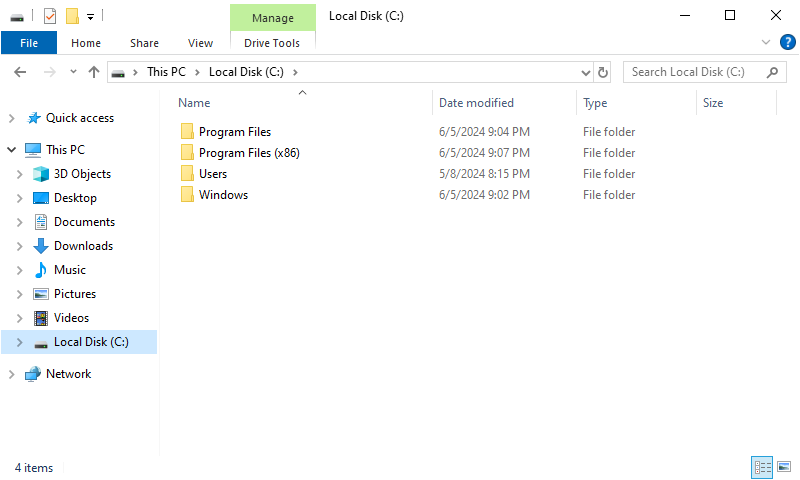 Manage
Local Disk (C:)
File Home Share View Drive Tools
This PC Local Disk (C:)
Search Local Disk (C:)
Name Date modified Type Size
Program Files 6/5/2024 9:04 PM File folder
Program Files (x86) 6/5/2024 9:07 PM File folder
Users 5/8/2024 8:15 PM File folder
Windows 6/5/2024 9:02 PM File folder
Quick access
This PC
3D Objects
Desktop
Documents
Downloads
Music
Pictures
Videos
Local Disk (C:)
Network
4 items